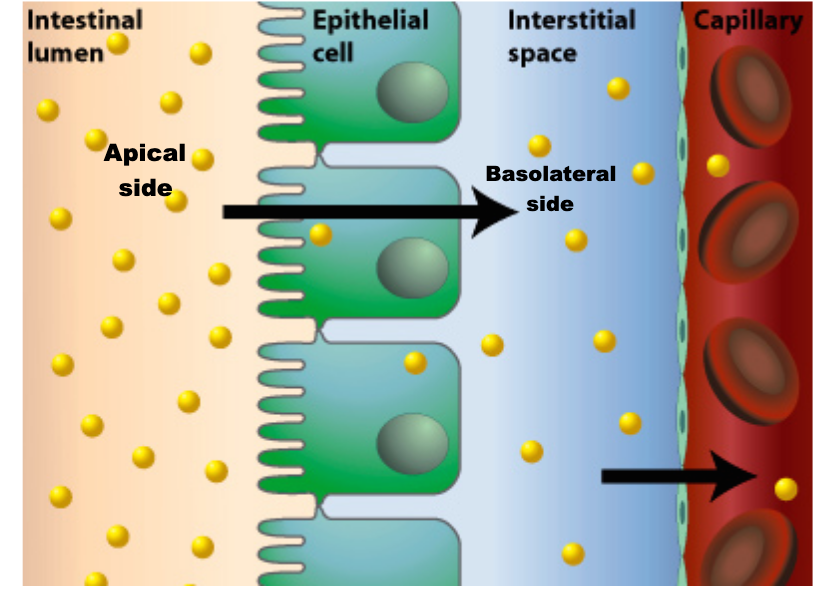 Intestinal
lumen
Epithelial
cell
Interstitial
space
Capillary
Apical
side
Basolateral
side